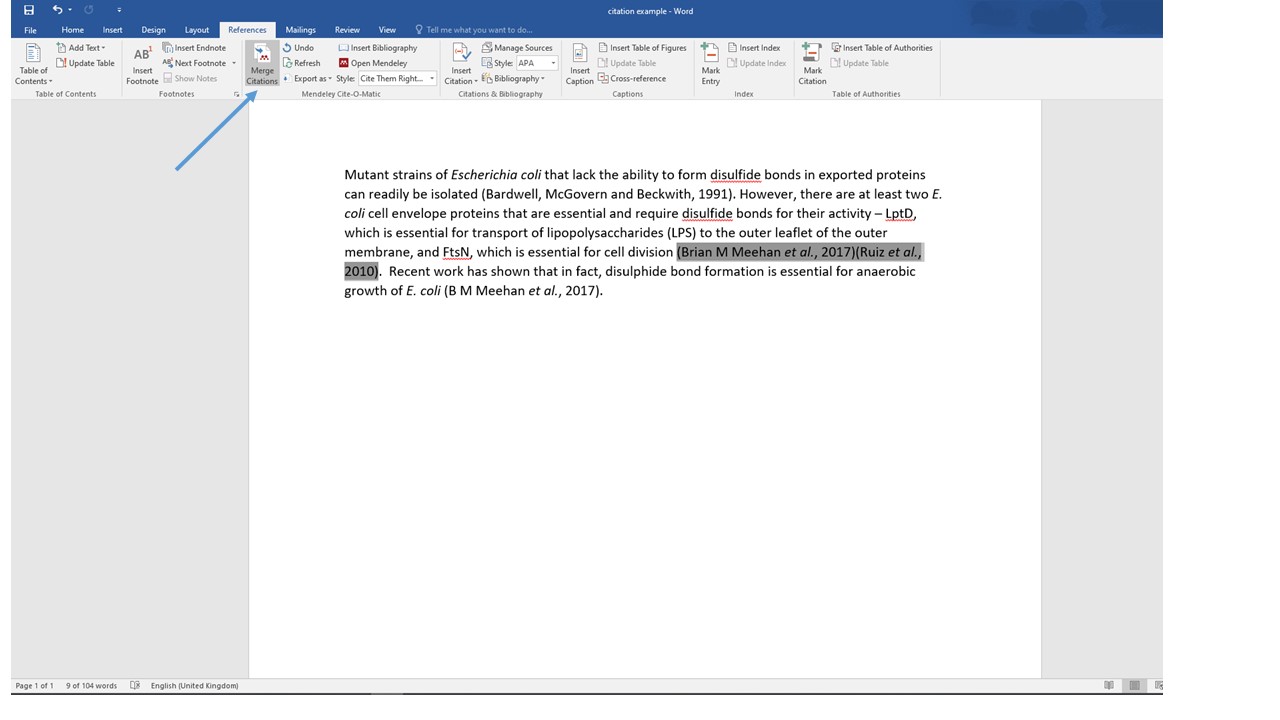 citation example - Word
File Home Insert Design Layout References Mailings Review View Tell me what you want to do...
Table of Contents
Add Text
Update Table
Table of Contents
AB1 Insert Footnote
Insert Endnote
AB1 Next Footnote
Show Notes
Footnotes
Merge Citations
Undo
Refresh
Export as
Insert Bibliography
Open Mendeley
Style: Cite Them Right...
Mendeley Cite-O-Matic
Insert Citation
Manage Sources
Style: APA
Bibliography
Citations & Bibliography
Insert Caption
Insert Table of Figures
Update Table
Cross-reference
Captions
Mark Entry
Insert Index
Update Index
Index
Mark Citation
Insert Table of Authorities
Update Table
Table of Authorities
Mutant strains of Escherichia coli that lack the ability to form disulfide bonds in exported proteins
can readily be isolated (Bardwell, McGovern and Beckwith, 1991). However, there are at least two E.
coli cell envelope proteins that are essential and require disulfide bonds for their activity – LptD,
which is essential for transport of lipopolysaccharides (LPS) to the outer leaflet of the outer
membrane, and FtsN, which is essential for cell division (Brian M Meehan et al., 2017)(Ruiz et al.,
2010). Recent work has shown that in fact, disulphide bond formation is essential for anaerobic
growth of E. coli (B M Meehan et al., 2017).
Page 1 of 1 9 of 104 words English (United Kingdom)